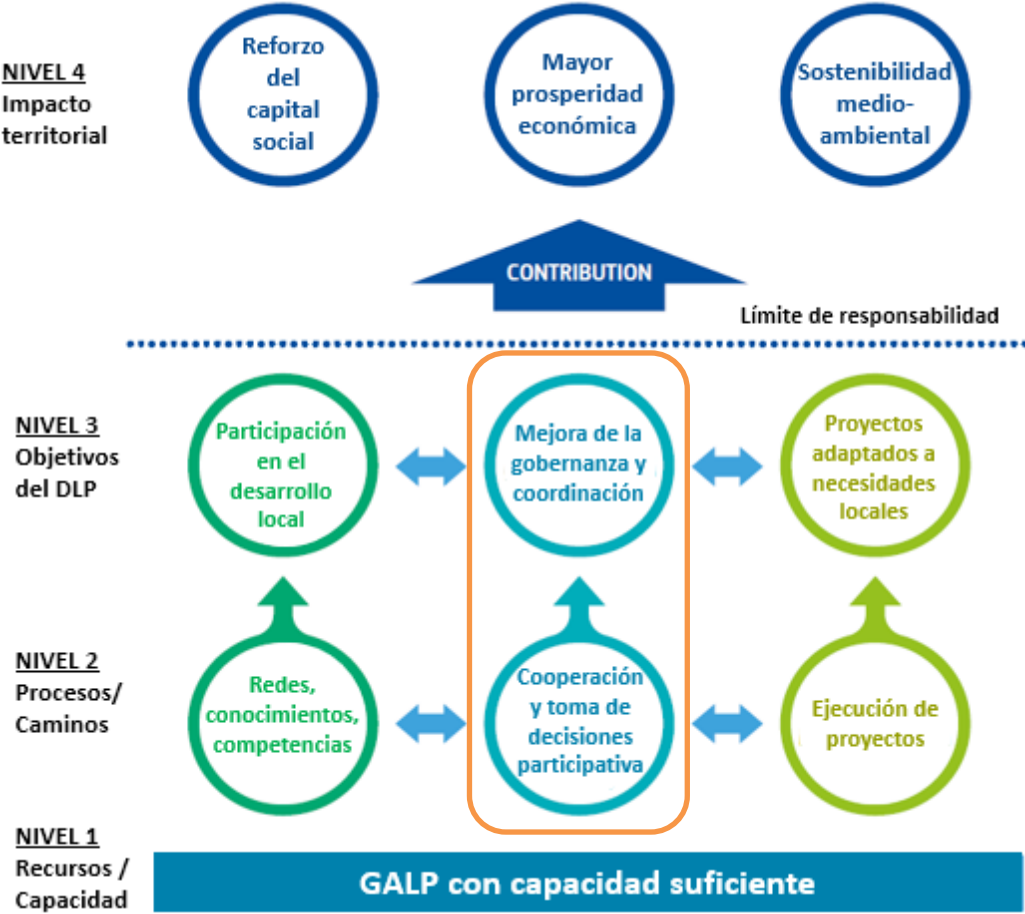 NIVEL 4
Impacto
territorial
Reforzo
del
capital
social
Mayor
prosperidad
económica
Sostenibilidad
medio-
ambiental
CONTRIBUTION
Límite de responsabilidad
NIVEL 3
Objetivos
del DLP
Participación
en el
desarrollo
local
Mejora de la
gobernanza y
coordinación
Proyectos
adaptados a
necesidades
locales
NIVEL 2
Procesos/
Caminos
Redes,
conocimientos,
competencias
Cooperación
y toma de
decisiones
participativa
Ejecución de
proyectos
NIVEL 1
Recursos /
Capacidad
GALP con capacidad suficiente